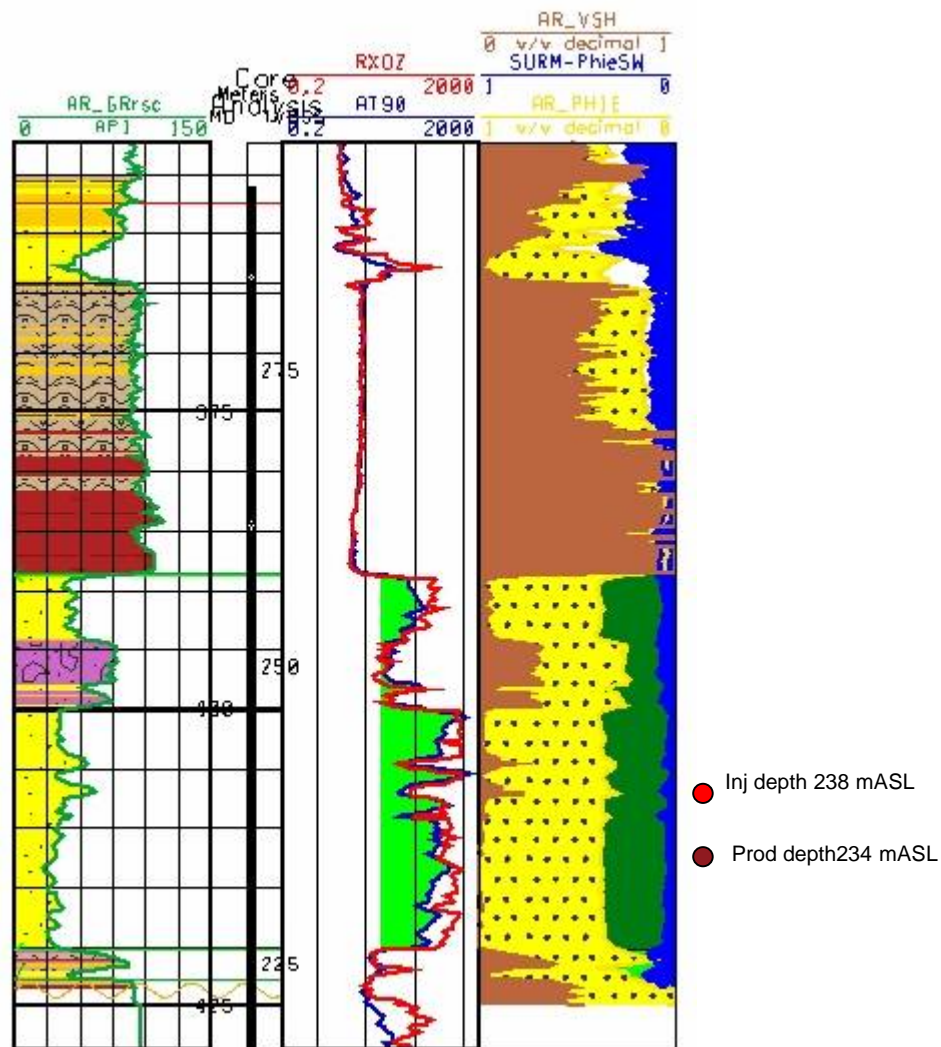 AR_VSH
0 v/v decimal 1
RXOZ
SURM-PhieSW
Core
0.2 2000
1 0
Meters
AR_GRrsc
Analysis
AT90
AR_PHIE
MD
0 API 150
0.2 2000
1 v/v decimal 0
275
375
250
400
Inj depth 238 mASL
Prod depth234 mASL
225
425